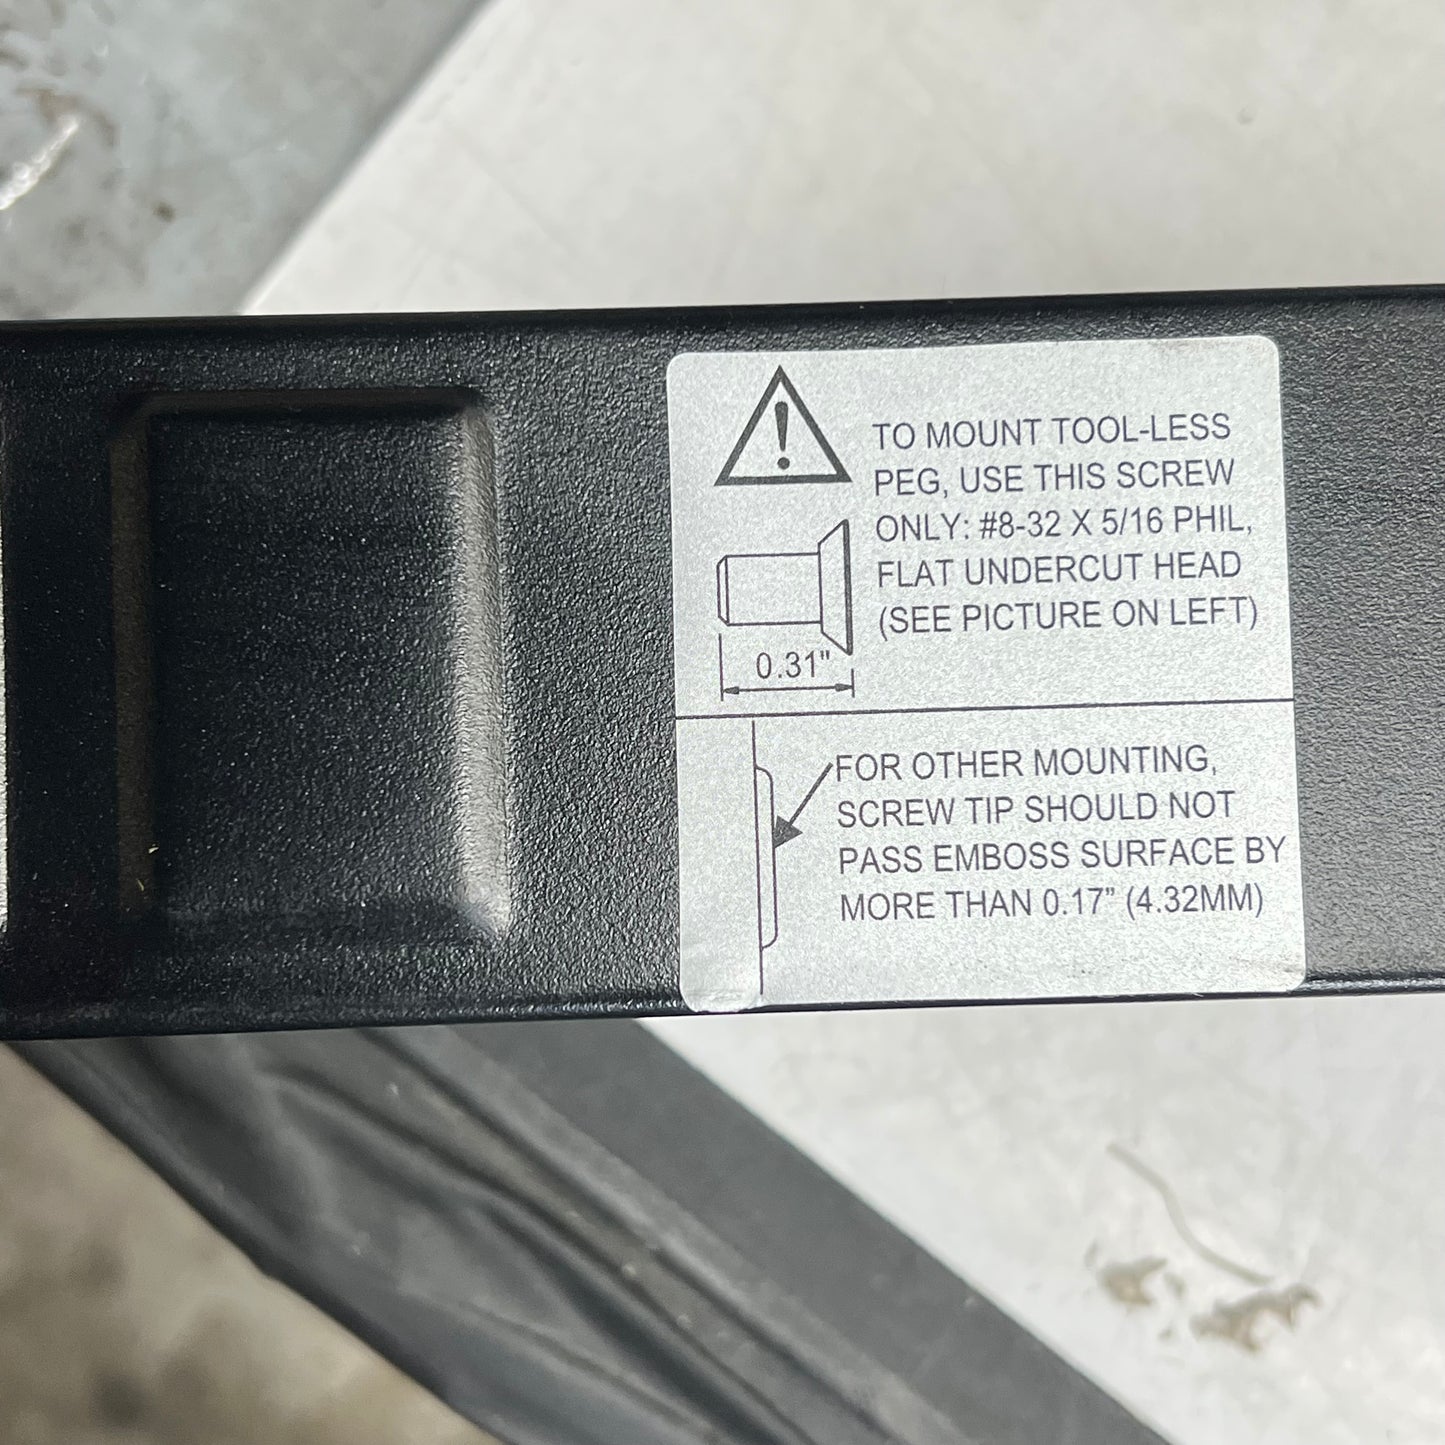 TO MOUNT TOOL-LESS
PEG, USE THIS SCREW
ONLY: #8-32 X 5/16 PHIL,
FLAT UNDERCUT HEAD
(SEE PICTURE ON LEFT)
0.31"
FOR OTHER MOUNTING,
SCREW TIP SHOULD NOT
PASS EMBOSS SURFACE BY
MORE THAN 0.17” (4.32MM)